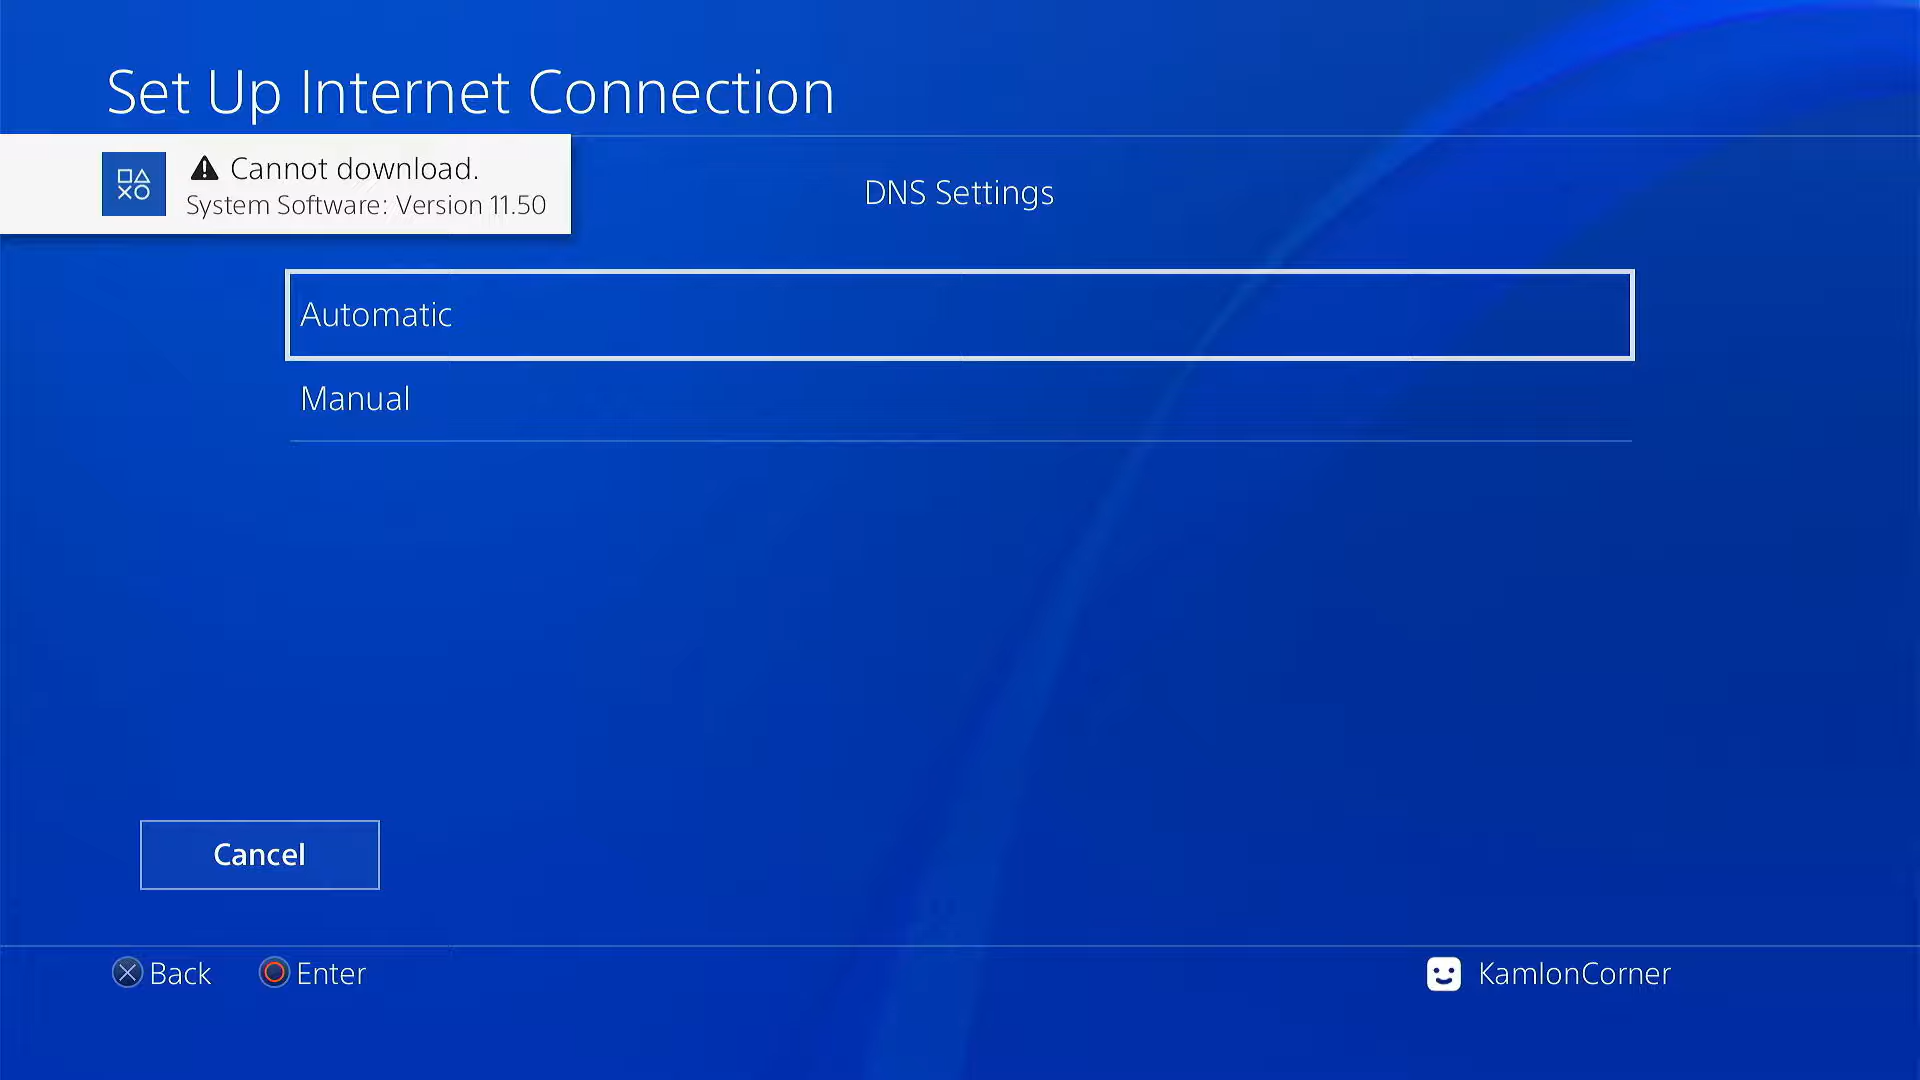 Set Up Internet Connection
Cannot download.
System Software: Version 11.50
DNS Settings
Automatic
Manual
Cancel
Back
Enter
KamlonCorner